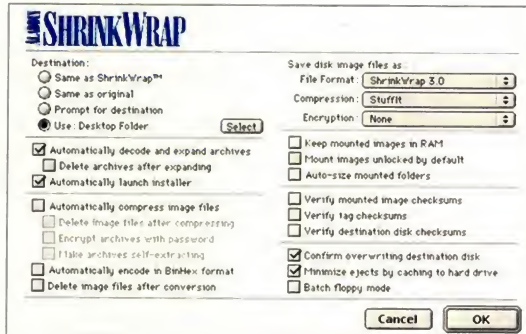 ALADDIN
SHRINKWRAP
Destination:
Same as ShrinkWrap™
Same as original
Prompt for destination
Use: Desktop Folder
Select
Automatically decode and expand archives
Delete archives after expanding
Automatically launch installer
Automatically compress image files
Delete image files after compressing
Encrypt archives with password
Make archives self-extracting
Automatically encode in BinHex format
Delete image files after conversion
Save disk image files as:
File Format: ShrinkWrap 3.0
Compression: StuffIt
Encryption: None
Keep mounted images in RAM
Mount images unlocked by default
Auto-size mounted folders
Verify mounted image checksums
Verify tag checksums
Verify destination disk checksums
Confirm overwriting destination disk
Minimize ejects by caching to hard drive
Batch floppy mode
Cancel
OK